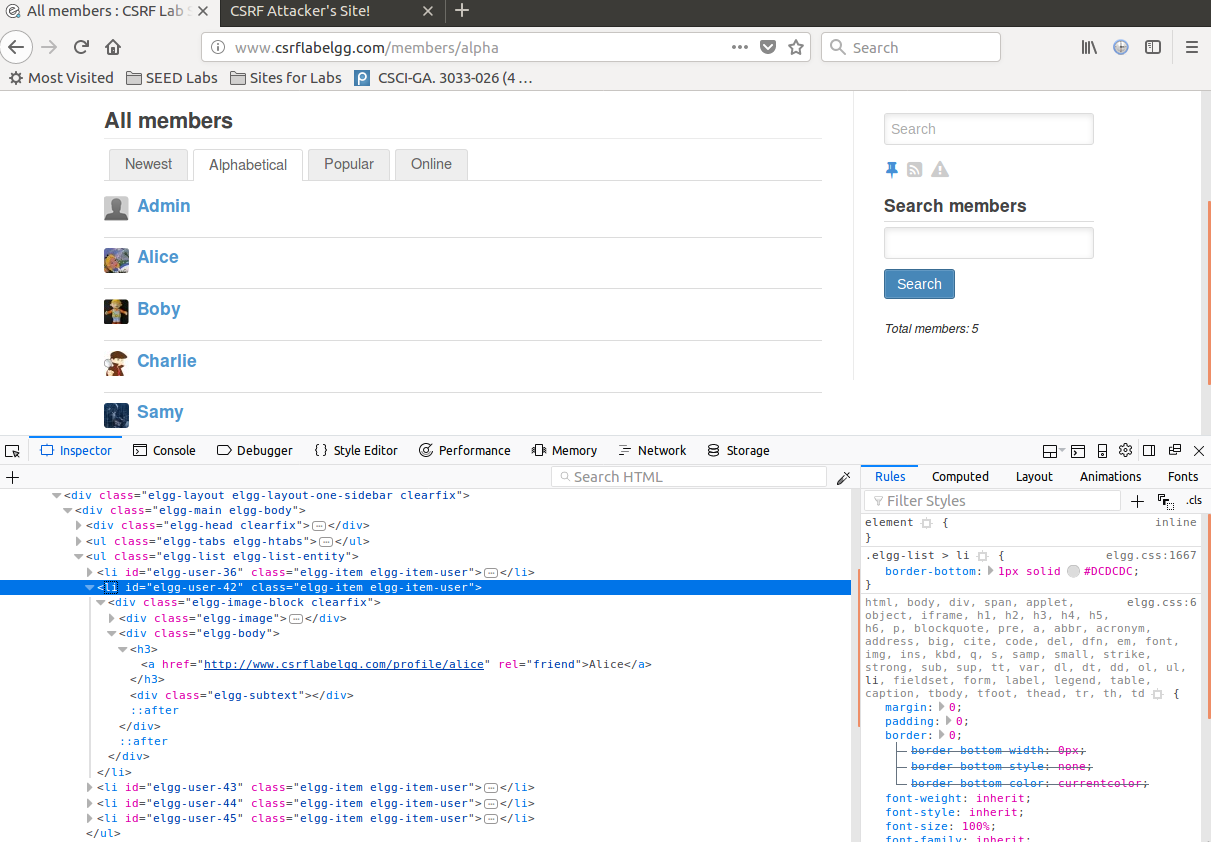 All members : CSRF Lab S
CSRF Attacker's Site!
www.csrflabelgg.com/members/alpha
Search
Most Visited SEED Labs Sites for Labs CSCI-GA. 3033-026 (4 …
All members
Newest Alphabetical Popular Online
Admin
Alice
Boby
Charlie
Samy
Search
Search members
Search
Total members: 5
Inspector Console Debugger {} Style Editor Performance Memory Network Storage
+ Search HTML
<div class="elgg-layout elgg-layout-one-sidebar clearfix">
<div class="elgg-main elgg-body">
<div class="elgg-head clearfix">…</div>
<ul class="elgg-tabs elgg-htabs">…</ul>
<ul class="elgg-list elgg-list-entity">
<li id="elgg-user-36" class="elgg-item elgg-item-user">…</li>
<li id="elgg-user-42" class="elgg-item elgg-item-user">
<div class="elgg-image-block clearfix">
<div class="elgg-image">…</div>
<div class="elgg-body">
<h3>
<a href="http://www.csrflabelgg.com/profile/alice" rel="friend">Alice</a>
</h3>
<div class="elgg-subtext"></div>
::after
</div>
::after
</div>
</li>
<li id="elgg-user-43" class="elgg-item elgg-item-user">…</li>
<li id="elgg-user-44" class="elgg-item elgg-item-user">…</li>
<li id="elgg-user-45" class="elgg-item elgg-item-user">…</li>
</ul>
Rules Computed Layout Animations Fonts
Filter Styles + .cls
element { inline
}
.elgg-list > li { elgg.css:1667
border-bottom: 1px solid #DCDCDC;
}
html, body, div, span, applet, elgg.css:6
object, iframe, h1, h2, h3, h4, h5,
h6, p, blockquote, pre, a, abbr, acronym,
address, big, cite, code, del, dfn, em, font,
img, ins, kbd, q, s, samp, small, strike,
strong, sub, sup, tt, var, dl, dt, dd, ol, ul,
li, fieldset, form, label, legend, table,
caption, tbody, tfoot, thead, tr, th, td {
margin: 0;
padding: 0;
border: 0;
border-bottom-width: 0px;
border-bottom-style: none;
border-bottom-color: currentcolor;
font-weight: inherit;
font-style: inherit;
font-size: 100%;
font-family: inherit;